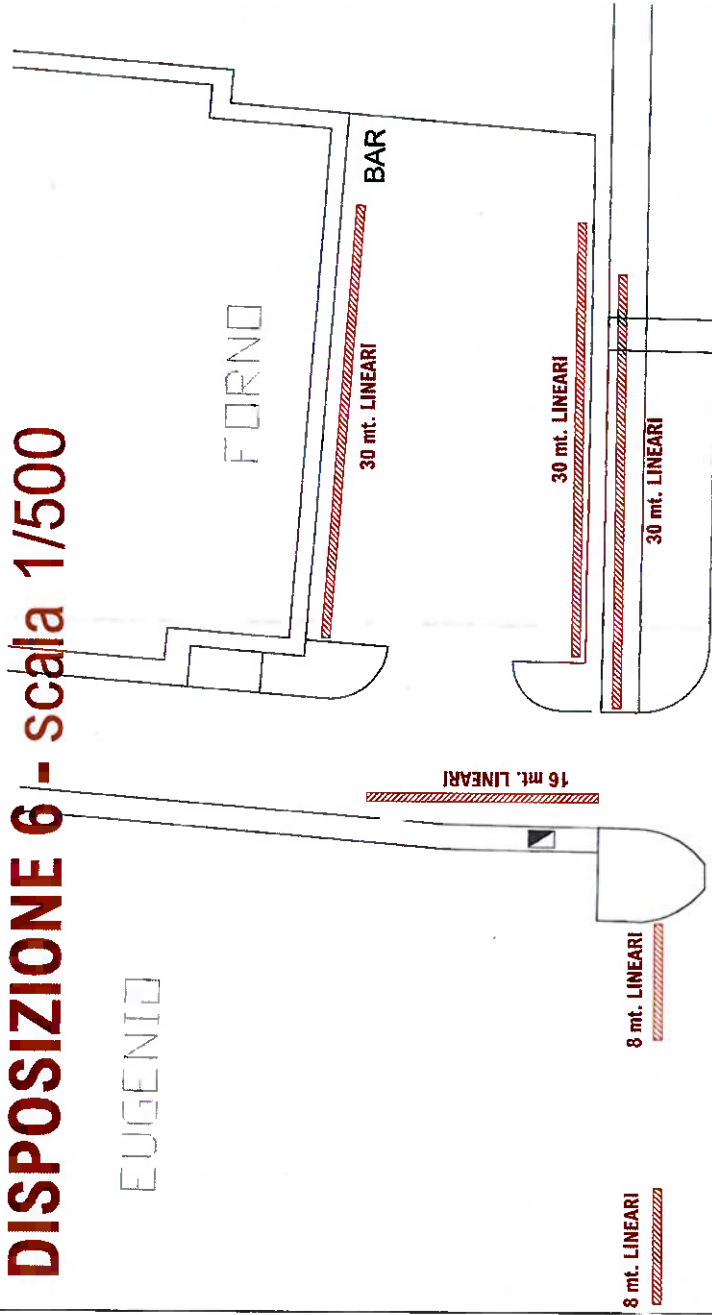 DISPOSIZIONE 6 - scala 1/500
EUGENIO
FORNO
BAR
30 mt. LINEARI
30 mt. LINEARI
30 mt. LINEARI
16 mt. LINEARI
8 mt. LINEARI
8 mt. LINEARI